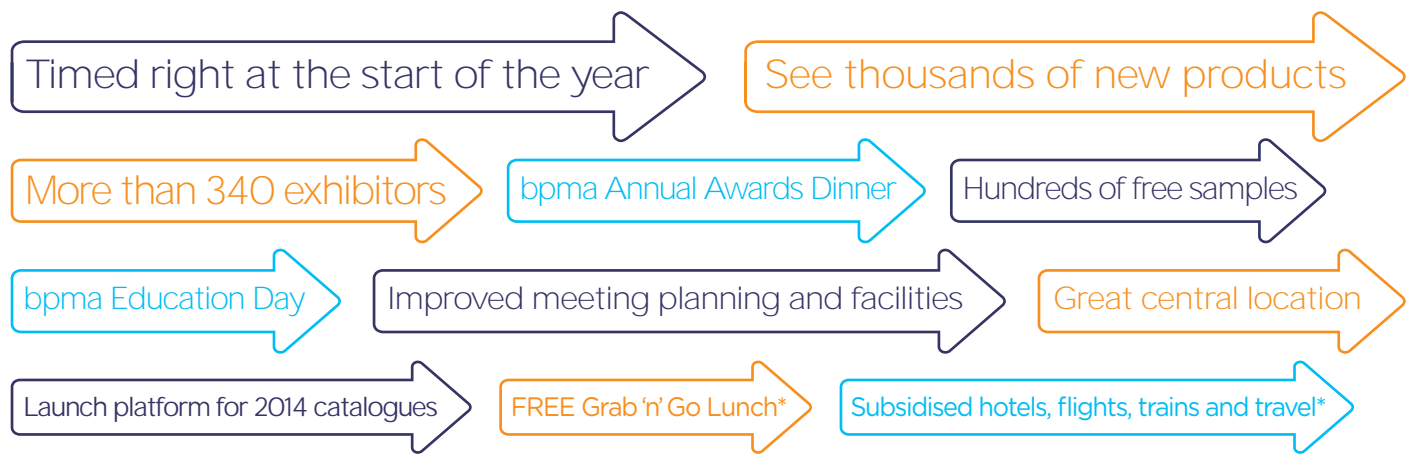 Timed right at the start of the year
See thousands of new products
More than 340 exhibitors
bpma Annual Awards Dinner
Hundreds of free samples
bpma Education Day
Improved meeting planning and facilities
Great central location
Launch platform for 2014 catalogues
FREE Grab 'n' Go Lunch*
Subsidised hotels, flights, trains and travel*